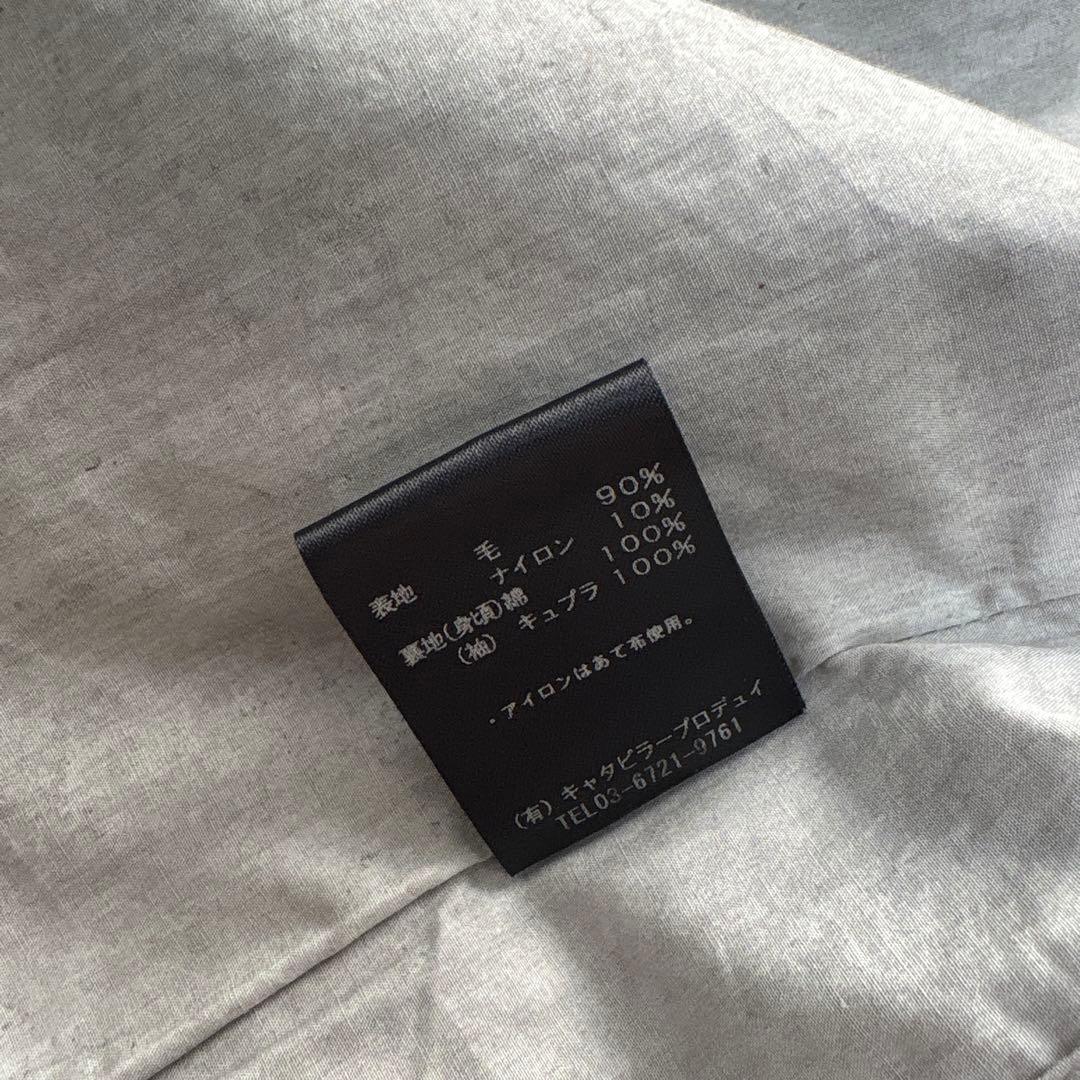 表地 毛 90%
ナイロン 10%
裏地(身頃)綿 100%
(袖) キュプラ 100%
・アイロンはあて布使用。
(有)キャタピラープロデュイ
TEL03-6721-9761